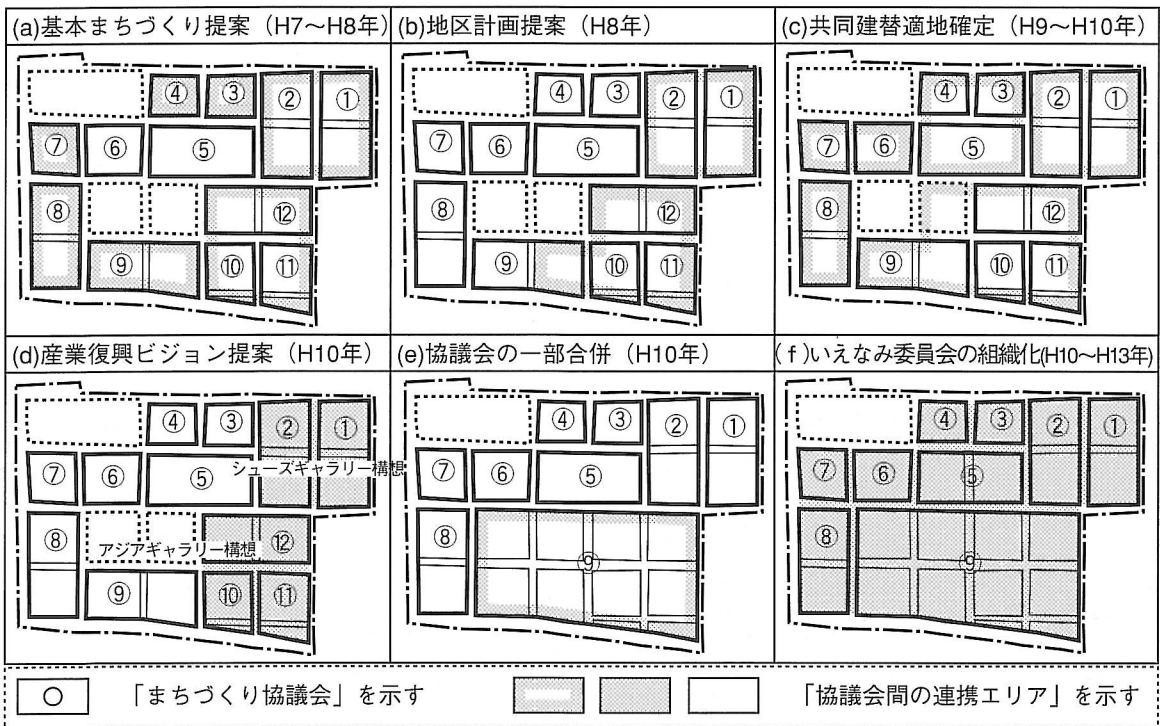 (a)基本まちづくり提案（H7～H8年）
(b)地区計画提案（H8年）
(c)共同建替適地確定（H9～H10年）
④ ③ ② ①
⑦ ⑥ ⑤
⑧ ⑫
⑨ ⑩ ⑪
④ ③ ② ①
⑦ ⑥ ⑤
⑧ ⑫
⑨ ⑩ ⑪
④ ③ ② ①
⑦ ⑥ ⑤
⑧ ⑫
⑨ ⑩ ⑪
(d)産業復興ビジョン提案（H10年）
(e)協議会の一部合併（H10年）
(f)いえなみ委員会の組織化(H10～H13年)
④ ③ ② ①
⑦ ⑥ ⑤ シューズギャラリー構想
⑧ アジアギャラリー構想 ⑫
⑨ ⑩ ⑪
④ ③ ② ①
⑦ ⑥ ⑤
⑧ ⑨
④ ③ ② ①
⑦ ⑥ ⑤
⑧ ⑨
○ 「まちづくり協議会」を示す
「協議会間の連携エリア」を示す